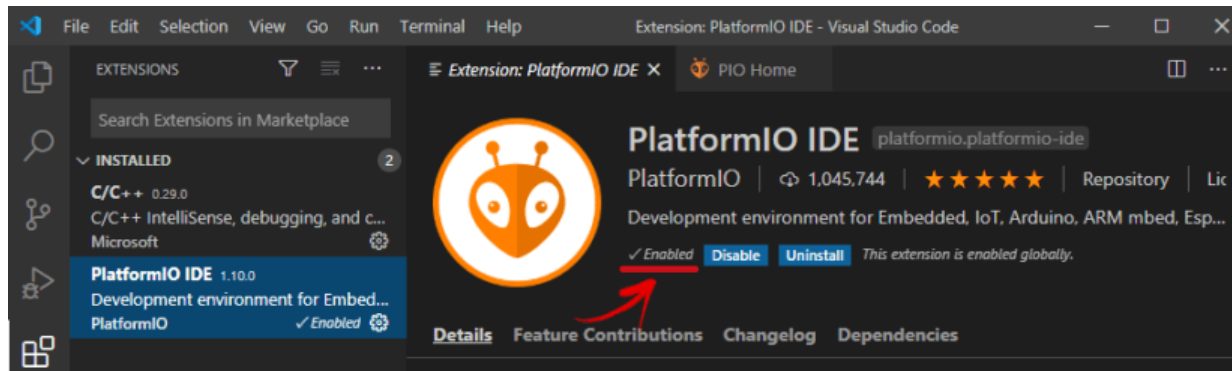 File Edit Selection View Go Run Terminal Help Extension: PlatformIO IDE - Visual Studio Code
EXTENSIONS
Search Extensions in Marketplace
INSTALLED 2
C/C++ 0.29.0
C/C++ IntelliSense, debugging, and c...
Microsoft
PlatformIO IDE 1.10.0
Development environment for Embed...
PlatformIO ✓ Enabled
Extension: PlatformIO IDE PIO Home
PlatformIO IDE platformio.platformio-ide
PlatformIO 1,045,744 ★★★★★ Repository Lic
Development environment for Embedded, IoT, Arduino, ARM mbed, Esp...
✓ Enabled Disable Uninstall This extension is enabled globally.
Details Feature Contributions Changelog Dependencies